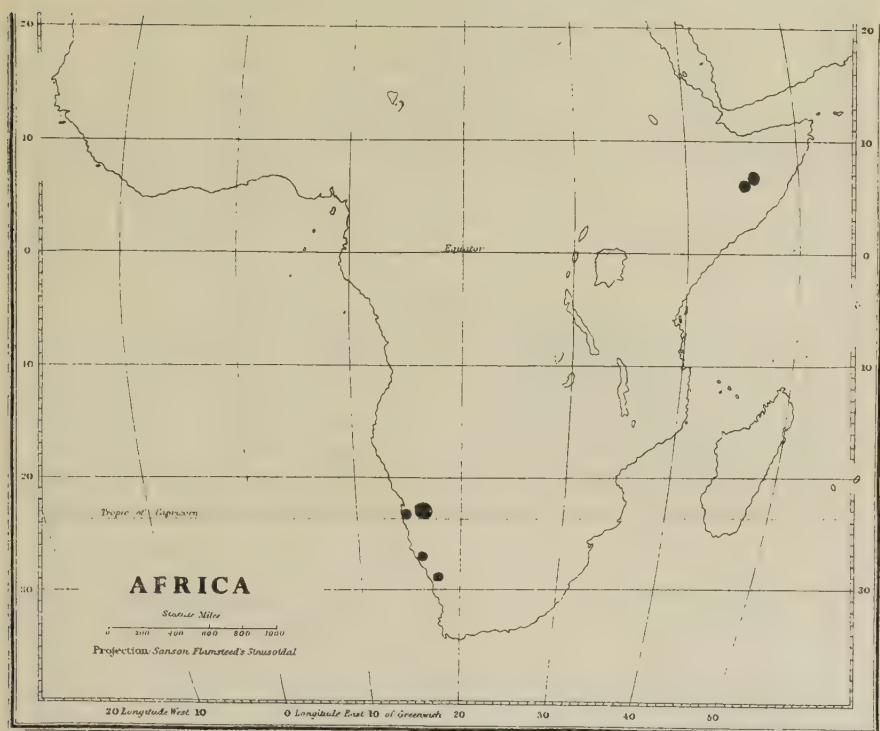 20 20
10 10
0 Equator 0
10 10
20
Tropic of Capricorn
AFRICA
30 30
Statute Miles
0 200 400 600 800 1000
Projection Sanson Flamsteed's Sinusoidal
20 Longitude West 10 0 Longitude East 10 of Greenwich 20 30 40 50